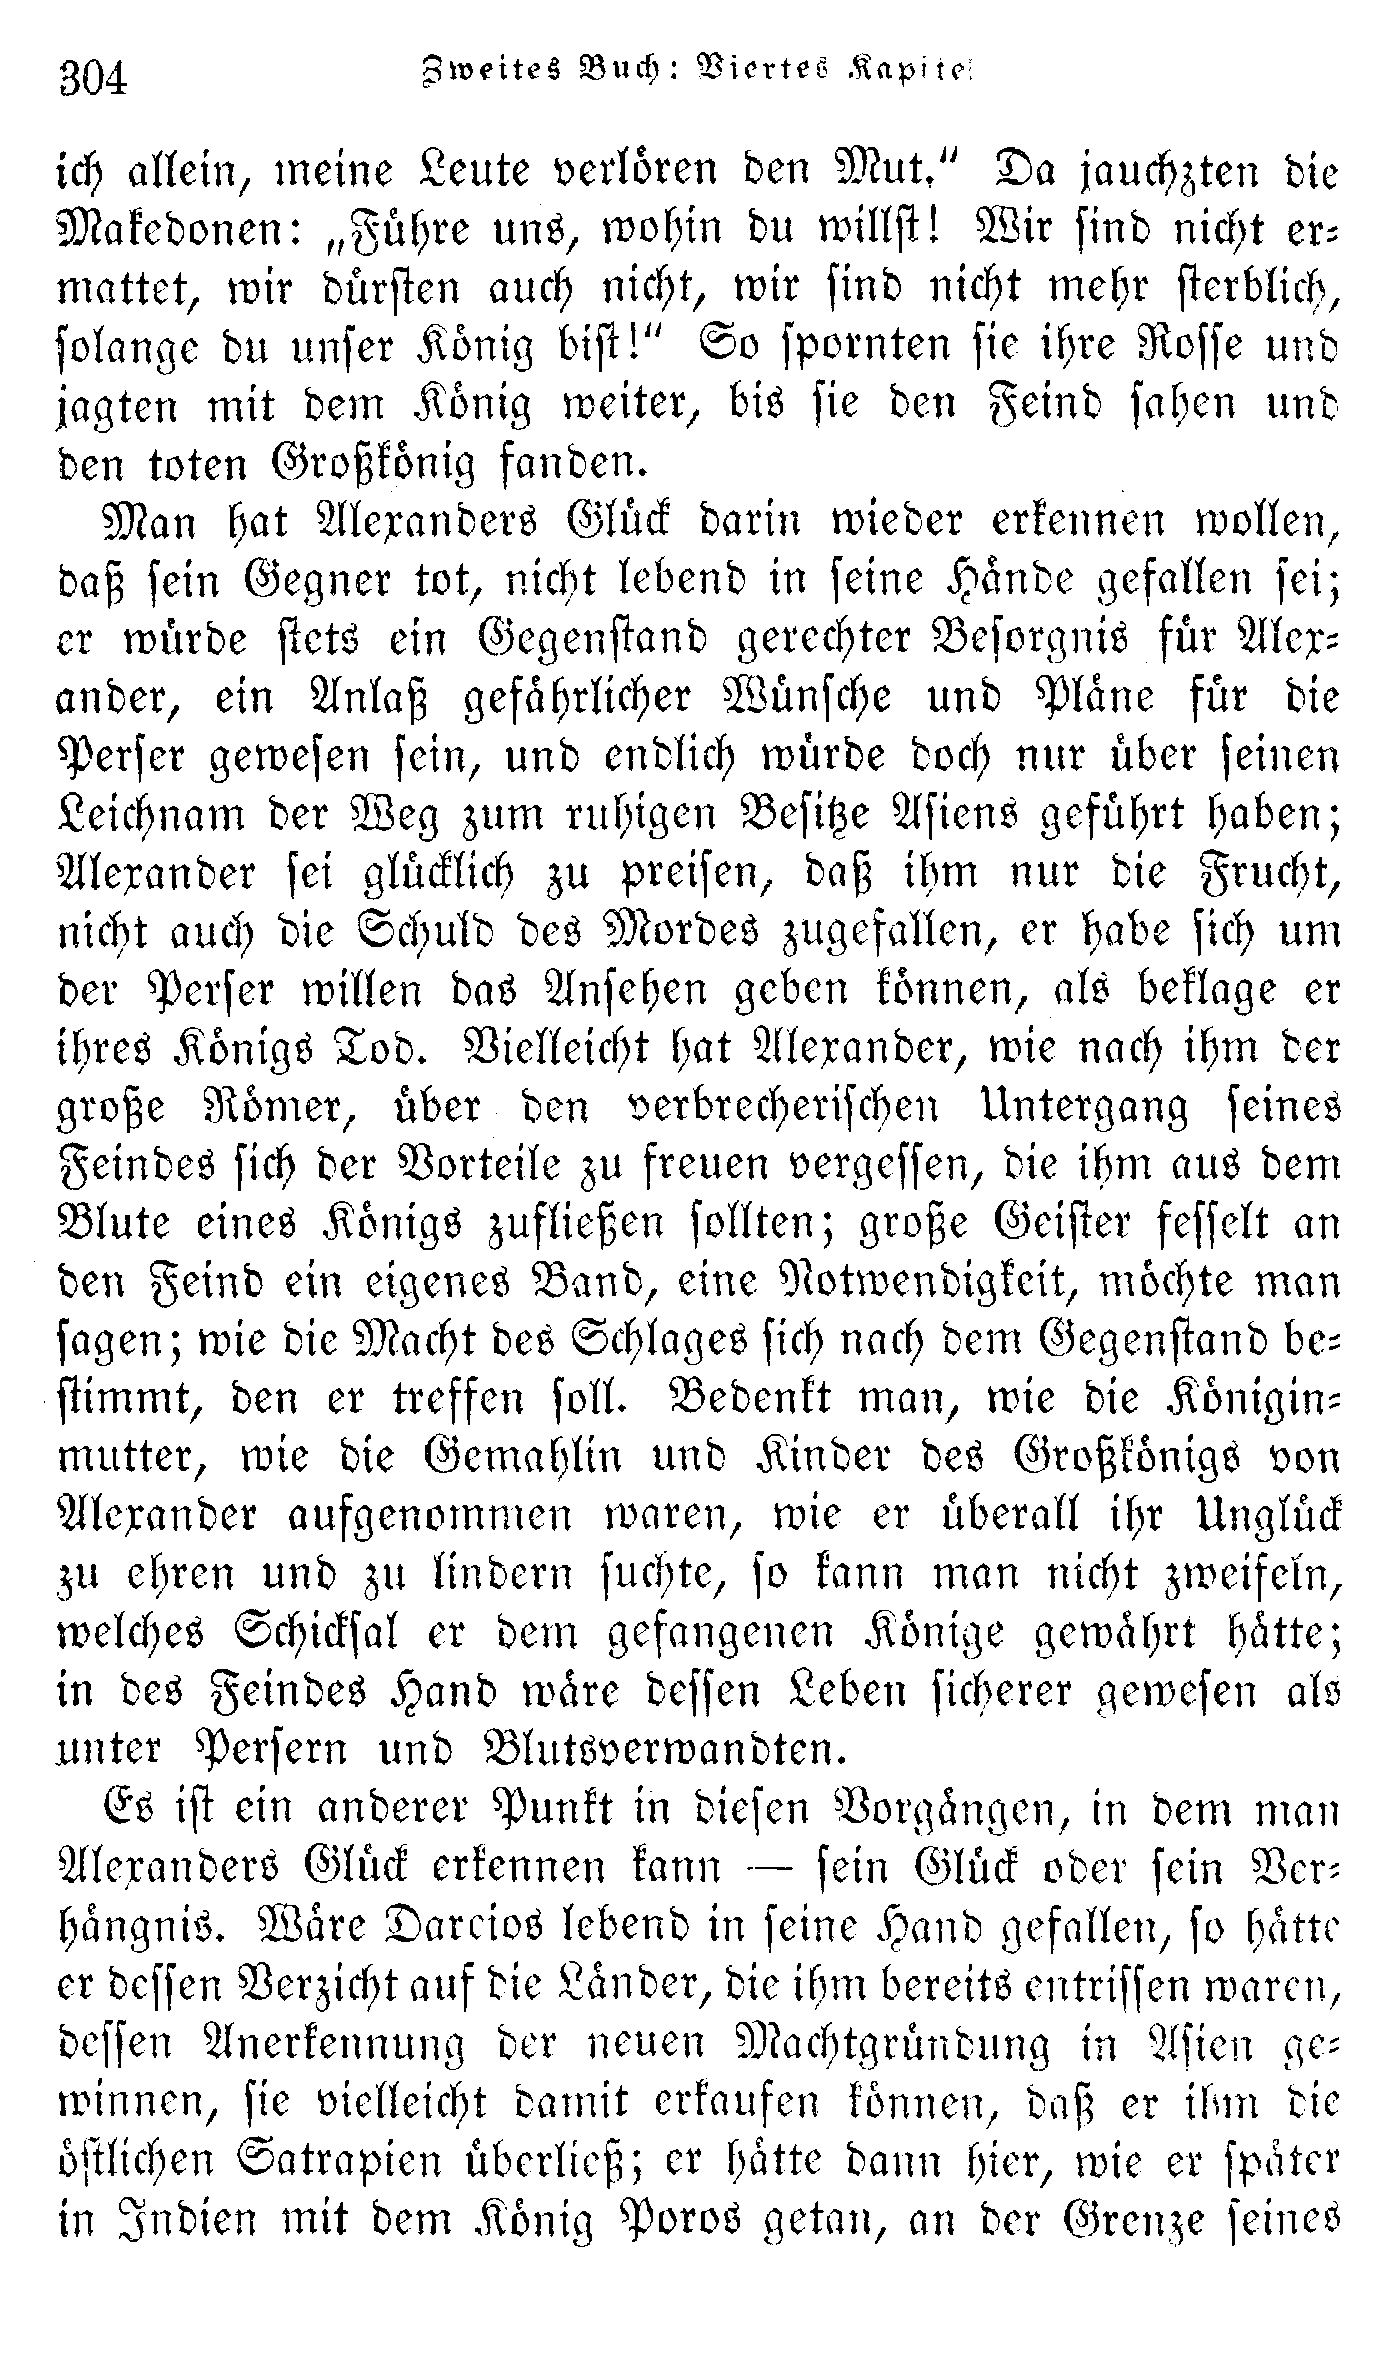 304
Zweites Buch: Viertes Kapitel
ich allein, meine Leute verlören den Mut.“ Da jauchzten die
Makedonen: „Führe uns, wohin du willst! Wir sind nicht er-
mattet, wir dürsten auch nicht, wir sind nicht mehr sterblich,
solange du unser König bist!“ So spornten sie ihre Rosse und
jagten mit dem König weiter, bis sie den Feind sahen und
den toten Großkönig fanden.
Man hat Alexanders Glück darin wieder erkennen wollen,
daß sein Gegner tot, nicht lebend in seine Hände gefallen sei;
er würde stets ein Gegenstand gerechter Besorgnis für Alex-
ander, ein Anlaß gefährlicher Wünsche und Pläne für die
Perser gewesen sein, und endlich würde doch nur über seinen
Leichnam der Weg zum ruhigen Besitze Asiens geführt haben;
Alexander sei glücklich zu preisen, daß ihm nur die Frucht,
nicht auch die Schuld des Mordes zugefallen, er habe sich um
der Perser willen das Ansehen geben können, als beklage er
ihres Königs Tod. Vielleicht hat Alexander, wie nach ihm der
große Römer, über den verbrecherischen Untergang seines
Feindes sich der Vorteile zu freuen vergessen, die ihm aus dem
Blute eines Königs zufließen sollten; große Geister fesselt an
den Feind ein eigenes Band, eine Notwendigkeit, möchte man
sagen; wie die Macht des Schlages sich nach dem Gegenstand be-
stimmt, den er treffen soll. Bedenkt man, wie die Königin-
mutter, wie die Gemahlin und Kinder des Großkönigs von
Alexander aufgenommen waren, wie er überall ihr Unglück
zu ehren und zu lindern suchte, so kann man nicht zweifeln,
welches Schicksal er dem gefangenen Könige gewährt hätte;
in des Feindes Hand wäre dessen Leben sicherer gewesen als
unter Persern und Blutsverwandten.
Es ist ein anderer Punkt in diesen Vorgängen, in dem man
Alexanders Glück erkennen kann — sein Glück oder sein Ver-
hängnis. Wäre Dareios lebend in seine Hand gefallen, so hätte
er dessen Verzicht auf die Länder, die ihm bereits entrissen waren,
dessen Anerkennung der neuen Machtgründung in Asien ge-
winnen, sie vielleicht damit erkaufen können, daß er ihm die
östlichen Satrapien überließ; er hätte dann hier, wie er später
in Indien mit dem König Poros getan, an der Grenze seines